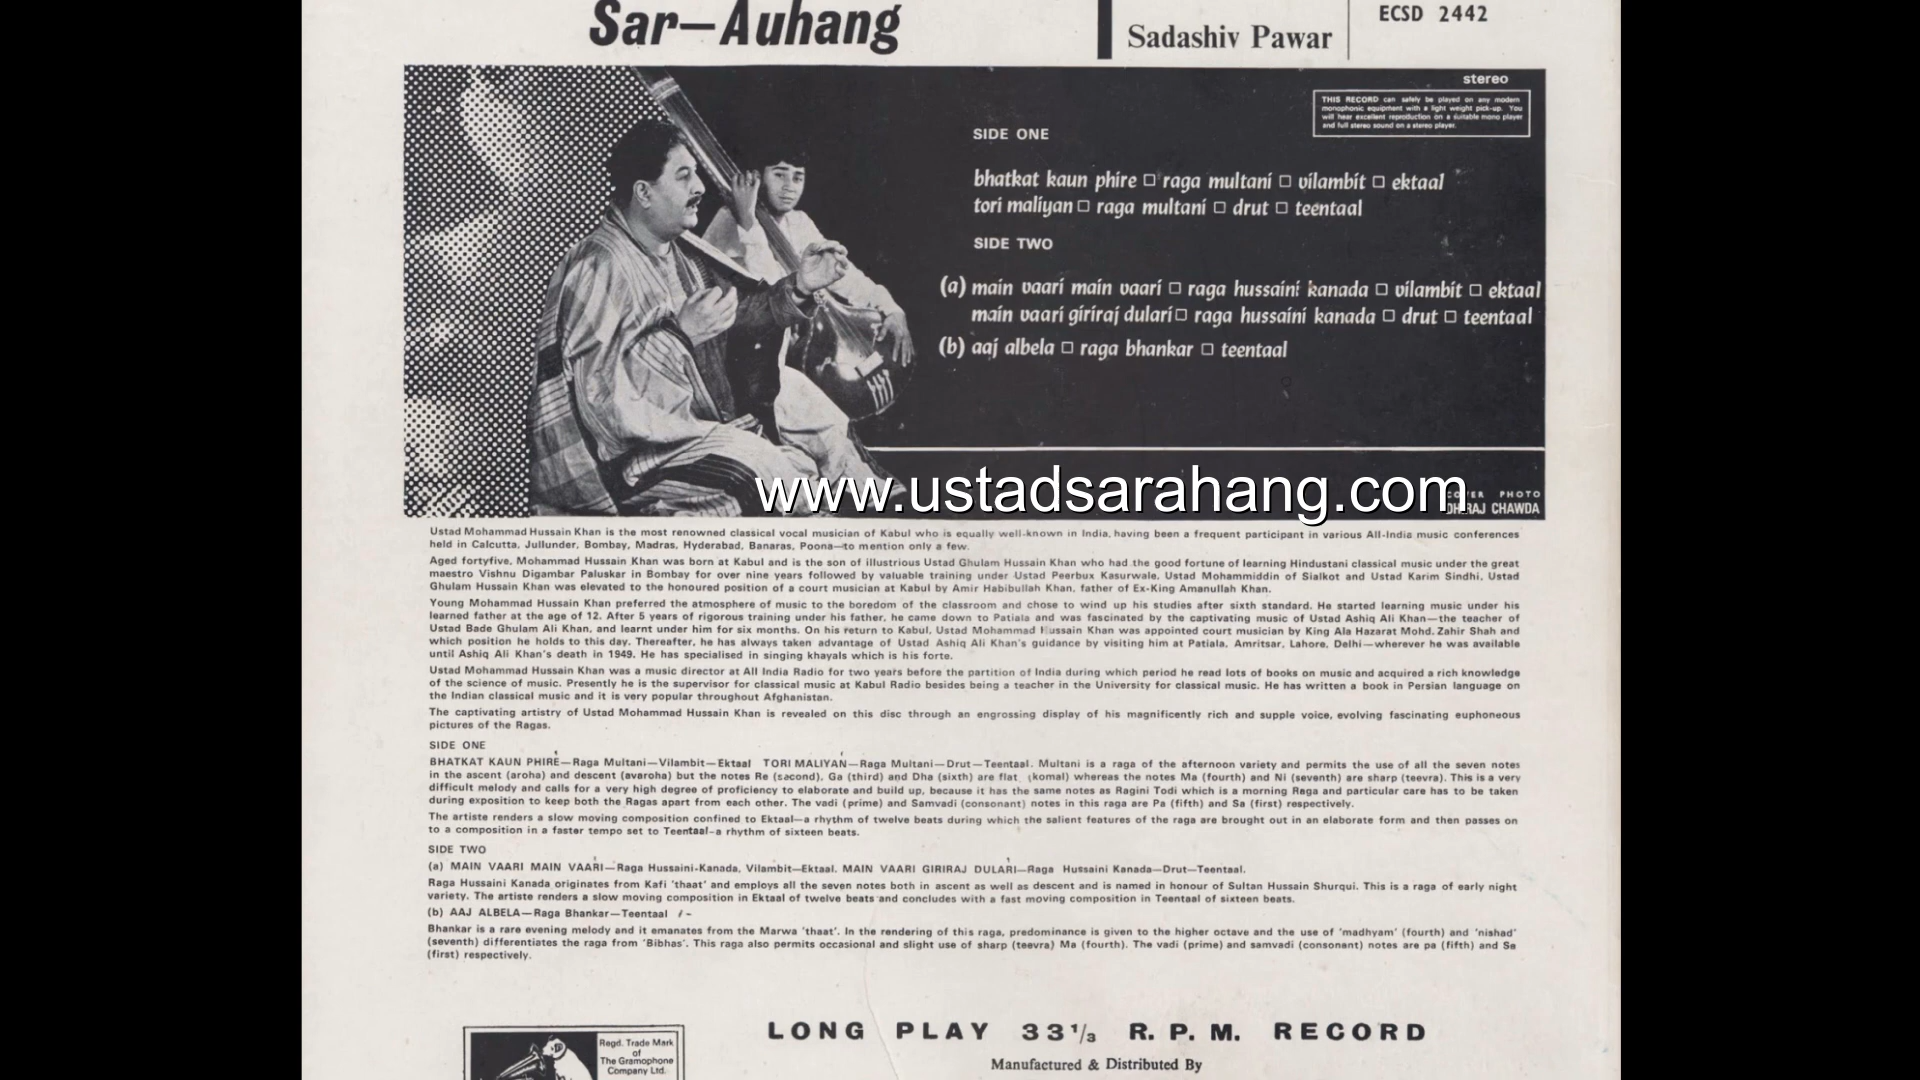 Sar–Auhang
Sadashiv Pawar
ECSD 2442
stereo
THIS RECORD can safely be played on any modern
monophonic equipment with a light weight pick-up. You
will hear excellent reproduction on a suitable mono player
and full stereo sound on a stereo player.
SIDE ONE
bhatkat kaun phire □ raga multani □ vilambit □ ektaal
tori maliyan □ raga multani □ drut □ teentaal
SIDE TWO
(a) main vaari main vaari □ raga hussaini kanada □ vilambit □ ektaal
main vaari giriraj dulari □ raga hussaini kanada □ drut □ teentaal
(b) aaj albela □ raga bhankar □ teentaal
www.ustadsarahang.com
PHOTO
CHAWDA
Ustad Mohammad Hussain Khan is the most renowned classical vocal musician of Kabul who is equally well-known in India, having been a frequent participant in various All-India music conferences
held in Calcutta, Jullunder, Bombay, Madras, Hyderabad, Banaras, Poona—to mention only a few.
Aged fortyfive, Mohammad Hussain Khan was born at Kabul and is the son of illustrious Ustad Ghulam Hussain Khan who had the good fortune of learning Hindustani classical music under the great
maestro Vishnu Digambar Paluskar in Bombay for over nine years followed by valuable training under Ustad Peerbux Kasurwale, Ustad Mohammiddin of Sialkot and Ustad Karim Sindhi, Ustad
Ghulam Hussain Khan was elevated to the honoured position of a court musician at Kabul by Amir Habibullah Khan, father of Ex-King Amanullah Khan.
Young Mohammad Hussain Khan preferred the atmosphere of music to the boredom of the classroom and chose to wind up his studies after sixth standard. He started learning music under his
learned father at the age of 12. After 5 years of rigorous training under his father, he came down to Patiala and was fascinated by the captivating music of Ustad Ashiq Ali Khan—the teacher of
Ustad Bade Ghulam Ali Khan, and learnt under him for six months. On his return to Kabul, Ustad Mohammad Hussain Khan was appointed court musician by King Ala Hazarat Mohd. Zahir Shah and
which position he holds to this day. Thereafter, he has always taken advantage of Ustad Ashiq Ali Khan's guidance by visiting him at Patiala, Amritsar, Lahore, Delhi—wherever he was available
until Ashiq Ali Khan's death in 1949. He has specialised in singing khayals which is his forte.
Ustad Mohammad Hussain Khan was a music director at All India Radio for two years before the partition of India during which period he read lots of books on music and acquired a rich knowledge
of the science of music. Presently he is the supervisor for classical music at Kabul Radio besides being a teacher in the University for classical music. He has written a book in Persian language on
the Indian classical music and it is very popular throughout Afghanistan.
The captivating artistry of Ustad Mohammad Hussain Khan is revealed on this disc through an engrossing display of his magnificently rich and supple voice, evolving fascinating euphoneous
pictures of the Ragas.
SIDE ONE
BHATKAT KAUN PHIRE—Raga Multani—Vilambit—Ektaal TORI MALIYAN—Raga Multani—Drut—Teentaal. Multani is a raga of the afternoon variety and permits the use of all the seven notes
in the ascent (aroha) and descent (avaroha) but the notes Re (second), Ga (third) and Dha (sixth) are flat (komal) whereas the notes Ma (fourth) and Ni (seventh) are sharp (teevra). This is a very
difficult melody and calls for a very high degree of proficiency to elaborate and build up, because it has the same notes as Ragini Todi which is a morning Raga and particular care has to be taken
during exposition to keep both the Ragas apart from each other. The vadi (prime) and Samvadi (consonant) notes in this raga are Pa (fifth) and Sa (first) respectively.
The artiste renders a slow moving composition confined to Ektaal—a rhythm of twelve beats during which the salient features of the raga are brought out in an elaborate form and then passes on
to a composition in a faster tempo set to Teentaal–a rhythm of sixteen beats.
SIDE TWO
(a) MAIN VAARI MAIN VAARI—Raga Hussaini-Kanada, Vilambit—Ektaal. MAIN VAARI GIRIRAJ DULARI—Raga Hussaini Kanada—Drut—Teentaal.
Raga Hussaini Kanada originates from Kafi 'thaat' and employs all the seven notes both in ascent as well as descent and is named in honour of Sultan Hussain Shurqui. This is a raga of early night
variety. The artiste renders a slow moving composition in Ektaal of twelve beats and concludes with a fast moving composition in Teentaal of sixteen beats.
(b) AAJ ALBELA—Raga Bhankar—Teentaal
Bhankar is a rare evening melody and it emanates from the Marwa 'thaat'. In the rendering of this raga, predominance is given to the higher octave and the use of 'madhyam' (fourth) and 'nishad'
(seventh) differentiates the raga from 'Bibhas'. This raga also permits occasional and slight use of sharp (teevra) Ma (fourth). The vadi (prime) and samvadi (consonent) notes are pa (fifth) and Sa
(first) respectively.
LONG PLAY 33 1/3 R. P. M. RECORD
Manufactured & Distributed By
Regd. Trade Mark
of
The Gramophone
Company Ltd.